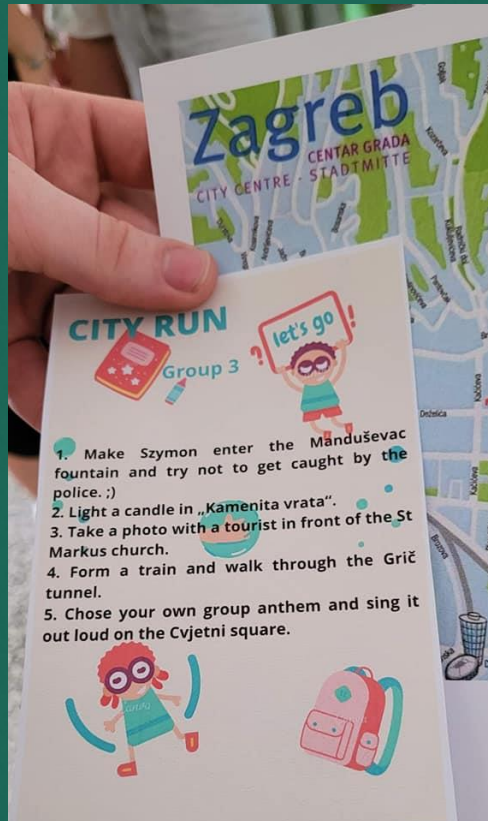 Zagreb
CENTAR GRADA
CITY CENTRE - STADTMITTE
CITY RUN
Group 3
let's go
!
?
!
1. Make Szymon enter the Manduševac
fountain and try not to get caught by the
police. ;)
2. Light a candle in „Kamenita vrata“.
3. Take a photo with a tourist in front of the St
Markus church.
4. Form a train and walk through the Grič
tunnel.
5. Chose your own group anthem and sing it
out loud on the Cvjetni square.
Deželića
Kačićeva